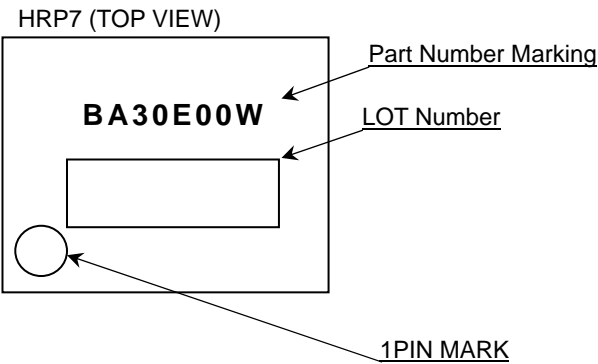 HRP7 (TOP VIEW)
Part Number Marking
BA30E00W
LOT Number
1PIN MARK